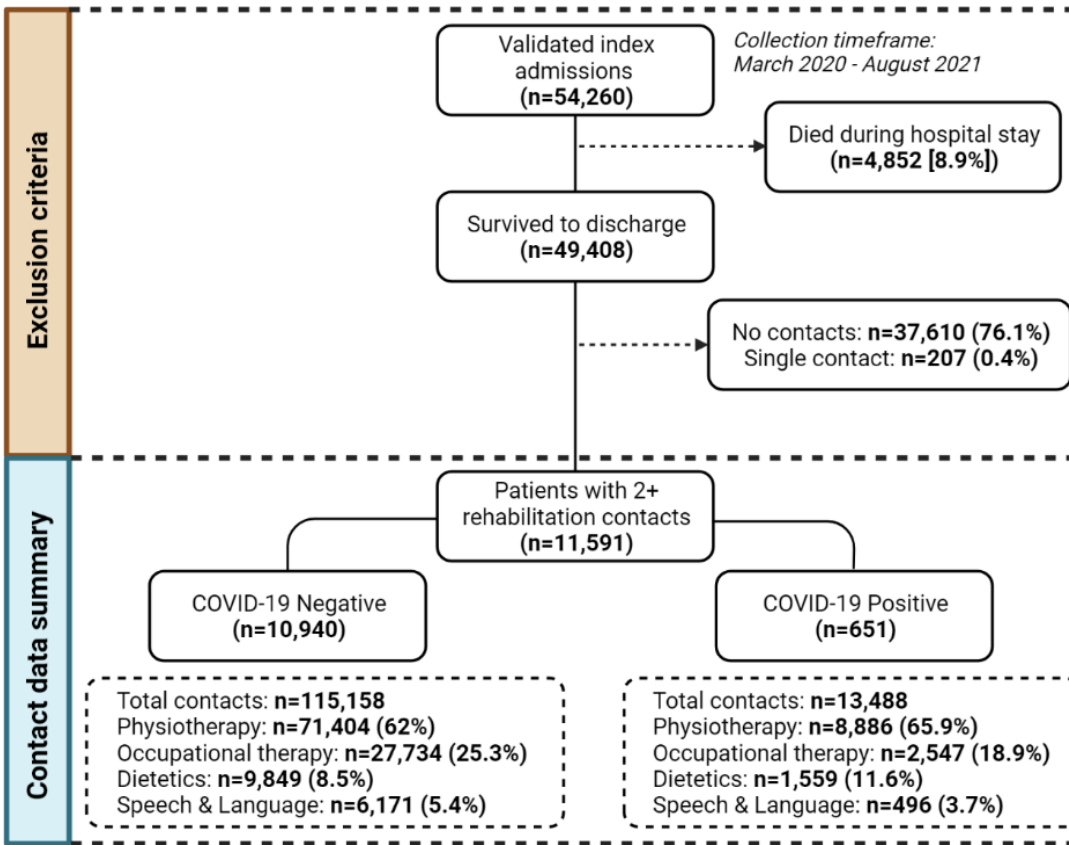 Exclusion criteria
Validated index
admissions
(n=54,260)
Collection timeframe:
March 2020 - August 2021
Died during hospital stay
(n=4,852 [8.9%])
Survived to discharge
(n=49,408)
No contacts: n=37,610 (76.1%)
Single contact: n=207 (0.4%)
Contact data summary
Patients with 2+
rehabilitation contacts
(n=11,591)
COVID-19 Negative
(n=10,940)
COVID-19 Positive
(n=651)
Total contacts: n=115,158
Physiotherapy: n=71,404 (62%)
Occupational therapy: n=27,734 (25.3%)
Dietetics: n=9,849 (8.5%)
Speech & Language: n=6,171 (5.4%)
Total contacts: n=13,488
Physiotherapy: n=8,886 (65.9%)
Occupational therapy: n=2,547 (18.9%)
Dietetics: n=1,559 (11.6%)
Speech & Language: n=496 (3.7%)